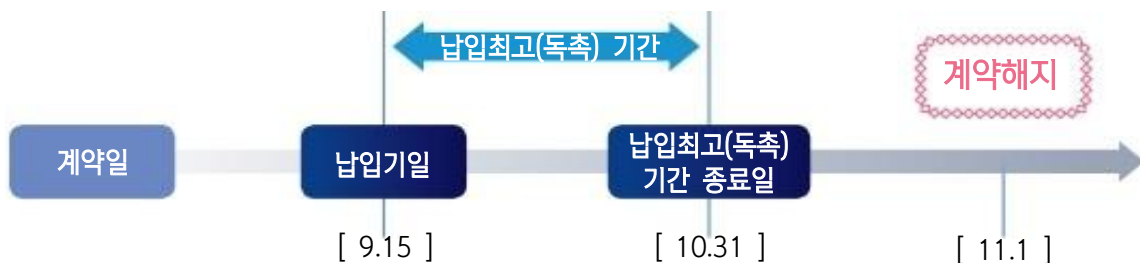 납입최고(독촉) 기간
계약해지
계약일
납입기일
납입최고(독촉)
기간 종료일
[ 9.15 ]
[ 10.31 ]
[ 11.1 ]